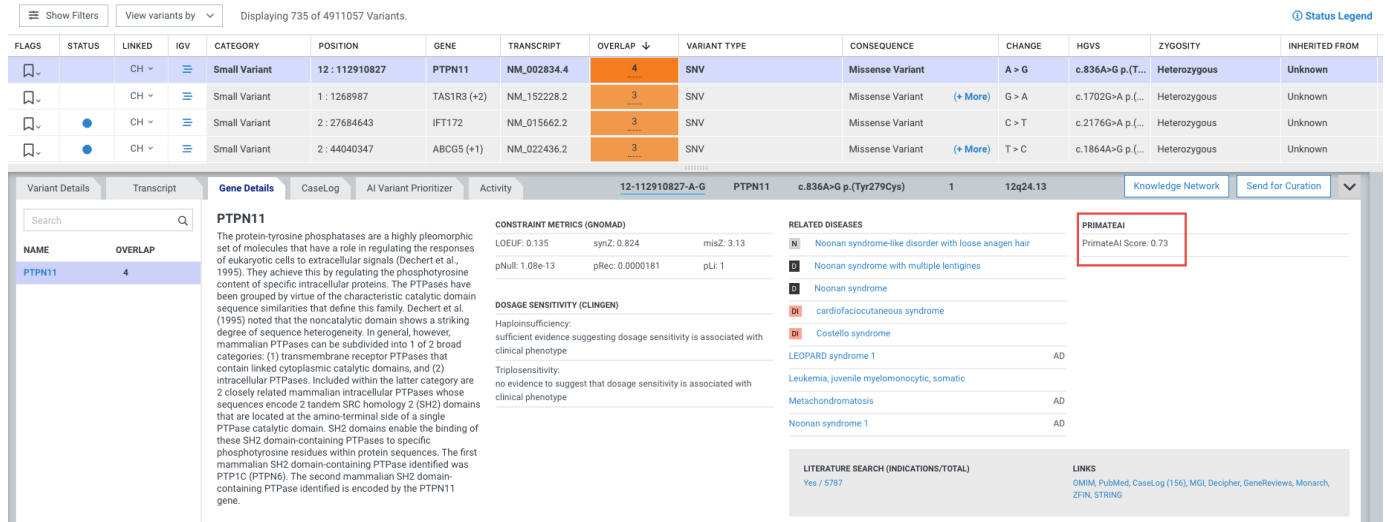 Show Filters
View variants by
Displaying 735 of 4911057 Variants.
Status Legend
FLAGS STATUS LINKED IGV CATEGORY POSITION GENE TRANSCRIPT OVERLAP VARIANT TYPE CONSEQUENCE CHANGE HGVS ZYGOSITY INHERITED FROM
CH Small Variant 12 : 112910827 PTPN11 NM_002834.4 4 SNV Missense Variant A > G c.836A>G p.(T... Heterozygous Unknown
CH Small Variant 1 : 1268987 TAS1R3 (+2) NM_152228.2 3 SNV Missense Variant (+ More) G > A c.1702G>A p.(... Heterozygous Unknown
CH Small Variant 2 : 27684643 IFT172 NM_015662.2 3 SNV Missense Variant C > T c.2176G>A p.(... Heterozygous Unknown
CH Small Variant 2 : 44040347 ABCG5 (+1) NM_022436.2 3 SNV Missense Variant (+ More) T > C c.1864A>G p.(... Heterozygous Unknown
Variant Details Transcript Gene Details CaseLog AI Variant Prioritizer Activity 12-112910827-A-G PTPN11 c.836A>G p.(Tyr279Cys) 1 12q24.13 Knowledge Network Send for Curation
Search
NAME OVERLAP
PTPN11 4
PTPN11
The protein-tyrosine phosphatases are a highly pleomorphic
set of molecules that have a role in regulating the responses
of eukaryotic cells to extracellular signals (Dechert et al.,
1995). They achieve this by regulating the phosphotyrosine
content of specific intracellular proteins. The PTPases have
been grouped by virtue of the characteristic catalytic domain
sequence similarities that define this family. Dechert et al.
(1995) noted that the noncatalytic domain shows a striking
degree of sequence heterogeneity. In general, however,
mammalian PTPases can be subdivided into 1 of 2 broad
categories: (1) transmembrane receptor PTPases that
contain linked cytoplasmic catalytic domains, and (2)
intracellular PTPases. Included within the latter category are
2 closely related mammalian intracellular PTPases whose
sequences encode 2 tandem SRC homology 2 (SH2) domains
that are located at the amino-terminal side of a single
PTPase catalytic domain. SH2 domains enable the binding of
these SH2 domain-containing PTPases to specific
phosphotyrosine residues within protein sequences. The first
mammalian SH2 domain-containing PTPase identified was
PTP1C (PTPN6). The second mammalian SH2 domain-
containing PTPase identified is encoded by the PTPN11
gene.
CONSTRAINT METRICS (GNOMAD)
LOEUF: 0.135 synZ: 0.824 misZ: 3.13
pNull: 1.08e-13 pRec: 0.0000181 pLi: 1
DOSAGE SENSITIVITY (CLINGEN)
Haploinsufficiency:
sufficient evidence suggesting dosage sensitivity is associated with
clinical phenotype
Triplosensitivity:
no evidence to suggest that dosage sensitivity is associated with
clinical phenotype
RELATED DISEASES
N Noonan syndrome-like disorder with loose anagen hair
D Noonan syndrome with multiple lentigines
D Noonan syndrome
DI cardiofaciocutaneous syndrome
DI Costello syndrome
LEOPARD syndrome 1 AD
Leukemia, juvenile myelomonocytic, somatic
Metachondromatosis AD
Noonan syndrome 1 AD
PRIMATEAI
PrimateAI Score: 0.73
LITERATURE SEARCH (INDICATIONS/TOTAL)
Yes / 5787
LINKS
OMIM, PubMed, CaseLog (156), MGI, Decipher, GeneReviews, Monarch,
ZFIN, STRING